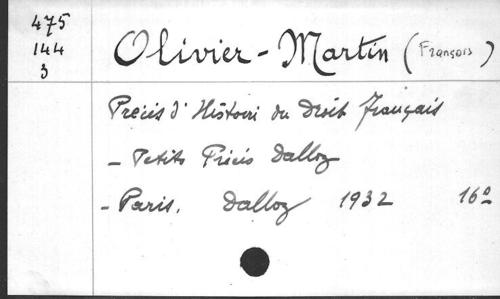 475
144
3
Olivier-Martin (François)
Précis d'Histoire du Droit français
- Petits Précis Dalloz
- Paris. Dalloz 1932 16°